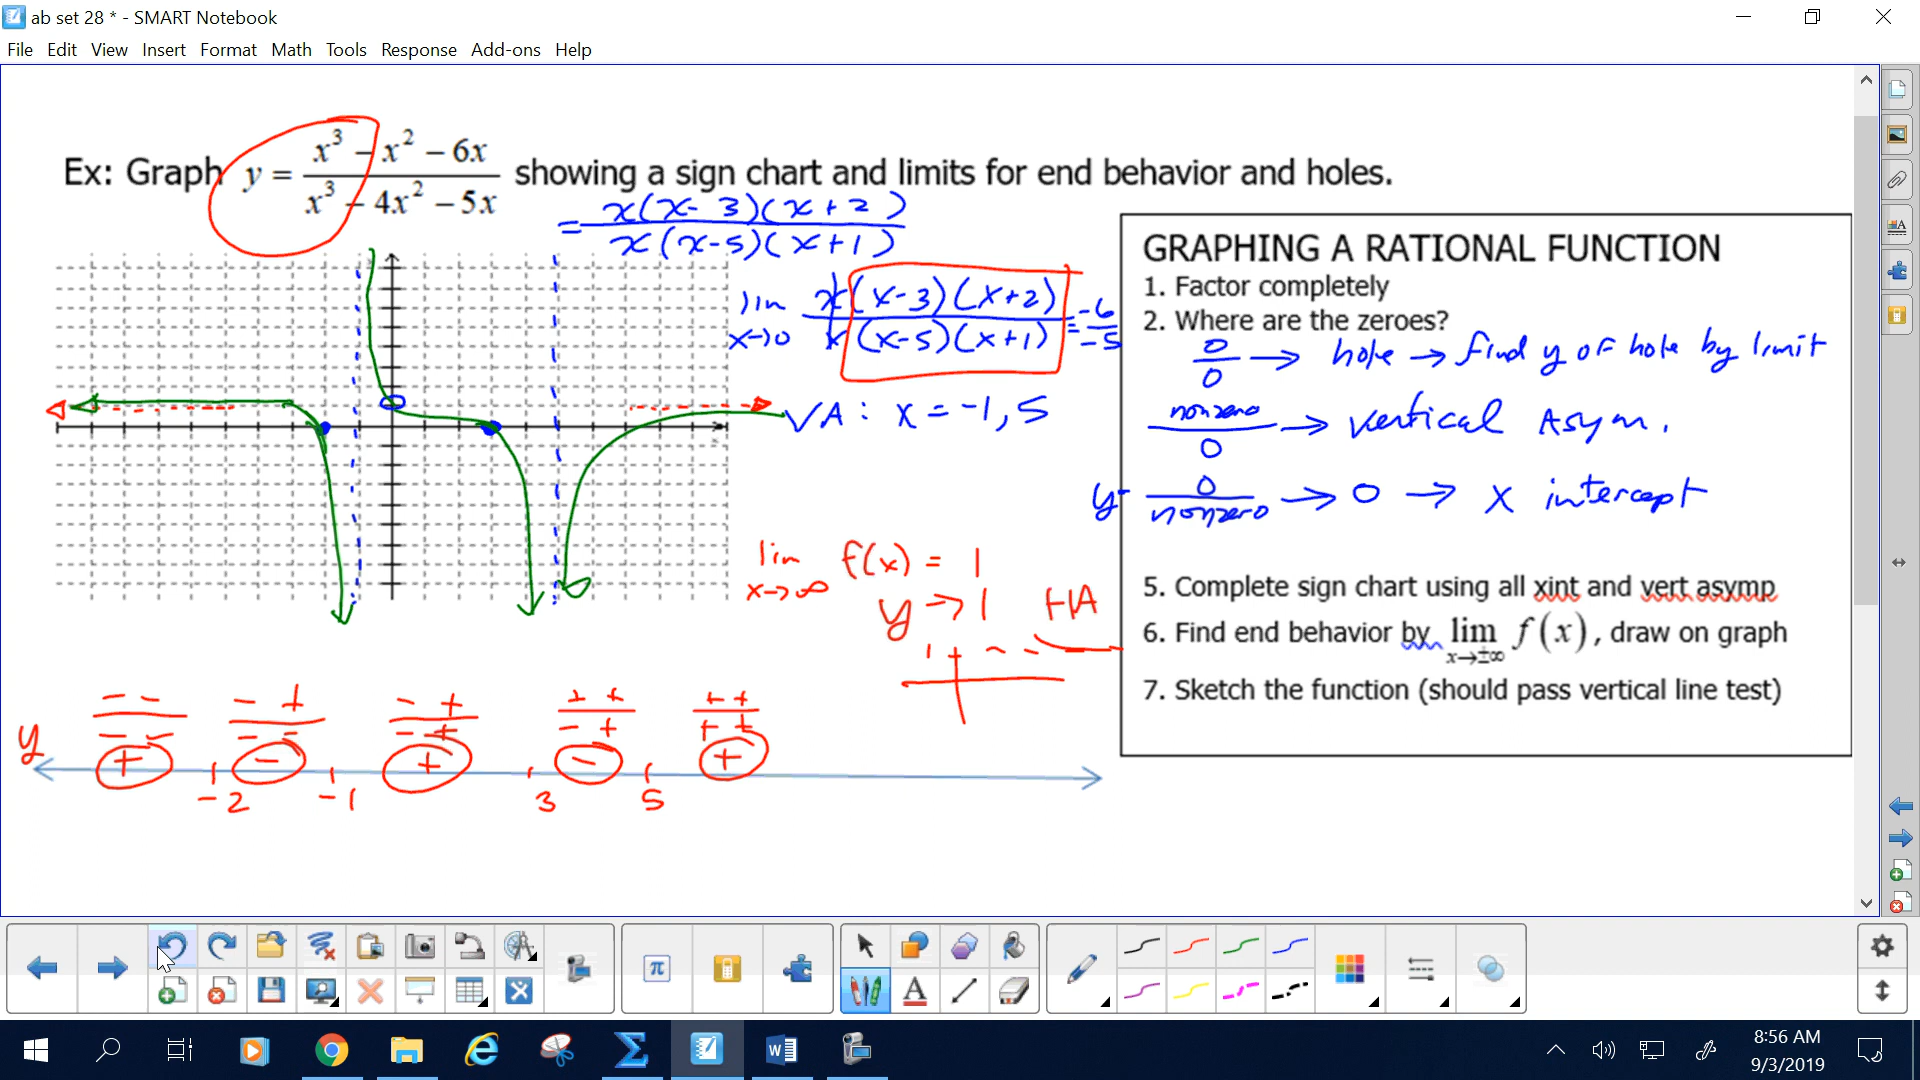 ab set 28 * - SMART Notebook
File Edit View Insert Format Math Tools Response Add-ons Help
Ex: Graph y = (x³ - x² - 6x)/(x³ - 4x² - 5x) showing a sign chart and limits for end behavior and holes.
= x(x-3)(x+2) / x(x-5)(x+1)
lim x→0 x(x-3)(x+2) / x(x-5)(x+1) = -6/-5
VA: x = -1, 5
lim x→∞ f(x) = 1
y → 1 HA
GRAPHING A RATIONAL FUNCTION
1. Factor completely
2. Where are the zeroes?
0/0 → hole → find y of hole by limit
nonzero/0 → vertical Asym.
y= 0/nonzero → 0 → x intercept
5. Complete sign chart using all xint and vert asymp
6. Find end behavior by lim x→±∞ f(x), draw on graph
7. Sketch the function (should pass vertical line test)
- - - + - + + + + +
- - - - - + - + + +
y + - + - +
-2 -1 3 5
8:56 AM
9/3/2019